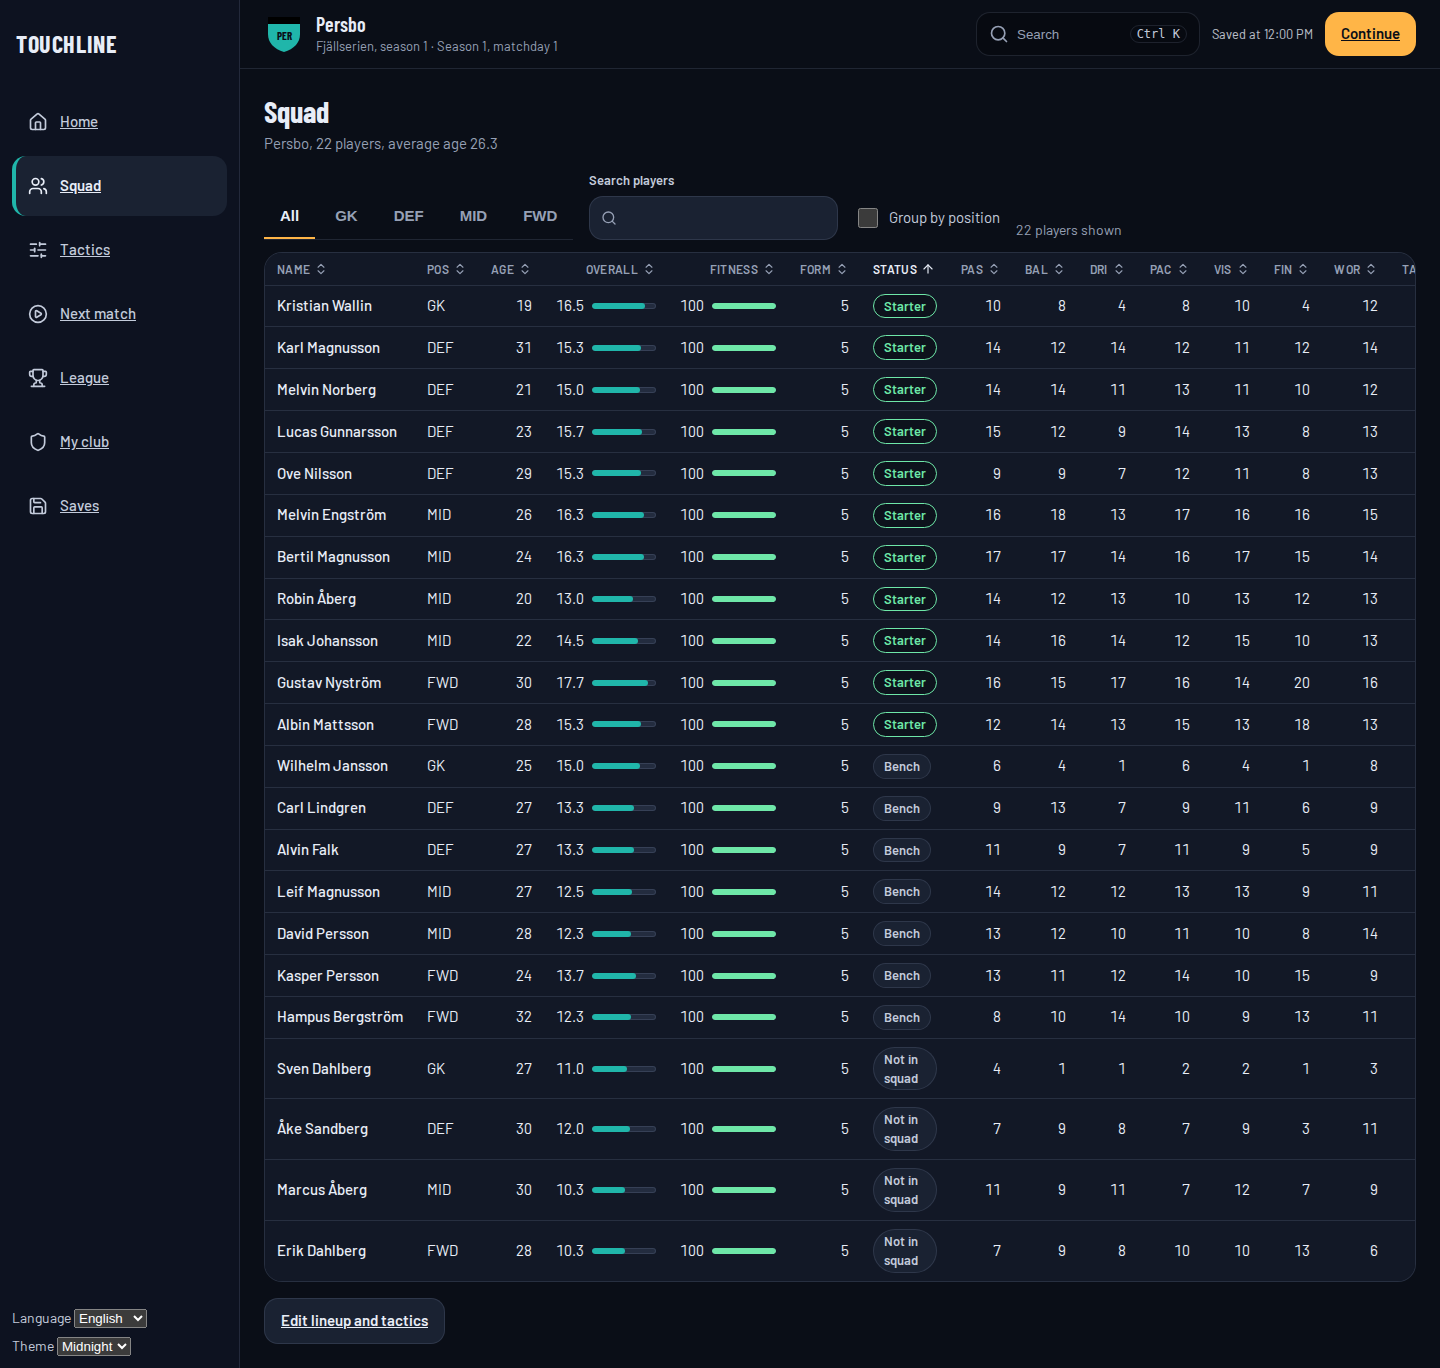 TOUCHLINE
Home
Squad
Tactics
Next match
League
My club
Saves
Language English
Theme Midnight
PER
Persbo
Fjällserien, season 1 · Season 1, matchday 1
Search Ctrl K
Saved at 12:00 PM
Continue
Squad
Persbo, 22 players, average age 26.3
Search players
All GK DEF MID FWD
Group by position
22 players shown
NAME POS AGE OVERALL FITNESS FORM STATUS PAS BAL DRI PAC VIS FIN WOR TA
Kristian Wallin GK 19 16.5 100 5 Starter 10 8 4 8 10 4 12
Karl Magnusson DEF 31 15.3 100 5 Starter 14 12 14 12 11 12 14
Melvin Norberg DEF 21 15.0 100 5 Starter 14 14 11 13 11 10 12
Lucas Gunnarsson DEF 23 15.7 100 5 Starter 15 12 9 14 13 8 13
Ove Nilsson DEF 29 15.3 100 5 Starter 9 9 7 12 11 8 13
Melvin Engström MID 26 16.3 100 5 Starter 16 18 13 17 16 16 15
Bertil Magnusson MID 24 16.3 100 5 Starter 17 17 14 16 17 15 14
Robin Åberg MID 20 13.0 100 5 Starter 14 12 13 10 13 12 13
Isak Johansson MID 22 14.5 100 5 Starter 14 16 14 12 15 10 13
Gustav Nyström FWD 30 17.7 100 5 Starter 16 15 17 16 14 20 16
Albin Mattsson FWD 28 15.3 100 5 Starter 12 14 13 15 13 18 13
Wilhelm Jansson GK 25 15.0 100 5 Bench 6 4 1 6 4 1 8
Carl Lindgren DEF 27 13.3 100 5 Bench 9 13 7 9 11 6 9
Alvin Falk DEF 27 13.3 100 5 Bench 11 9 7 11 9 5 9
Leif Magnusson MID 27 12.5 100 5 Bench 14 12 12 13 13 9 11
David Persson MID 28 12.3 100 5 Bench 13 12 10 11 10 8 14
Kasper Persson FWD 24 13.7 100 5 Bench 13 11 12 14 10 15 9
Hampus Bergström FWD 32 12.3 100 5 Bench 8 10 14 10 9 13 11
Sven Dahlberg GK 27 11.0 100 5 Not in squad 4 1 1 2 2 1 3
Åke Sandberg DEF 30 12.0 100 5 Not in squad 7 9 8 7 9 3 11
Marcus Åberg MID 30 10.3 100 5 Not in squad 11 9 11 7 12 7 9
Erik Dahlberg FWD 28 10.3 100 5 Not in squad 7 9 8 10 10 13 6
Edit lineup and tactics